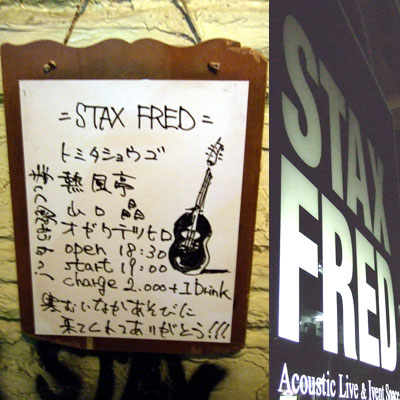 = STAX FRED =
トミタショウゴ
熱風亭
山口 晶
オゼタテツヒロ
open 18:30
start 19:00
charge 2.000+1Drink
寒いなかあそびに
来てくれてありがとう!!!
STAX
FRED
Acoustic Live & Ivent Space